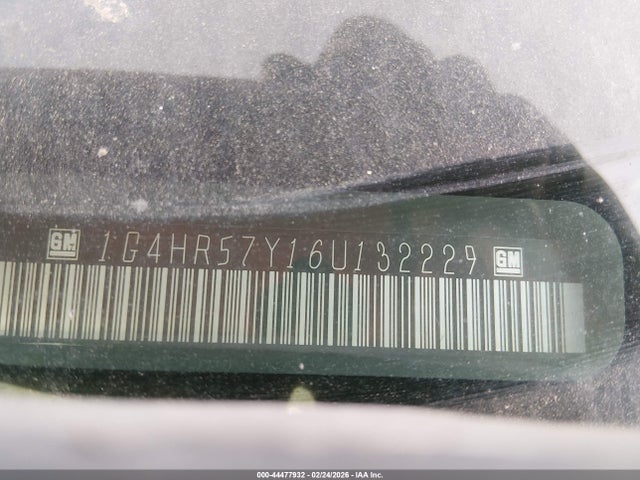 GM 1G4HR57Y16U132229 GM
000-44477932 - 02/24/2026 - IAA Inc.